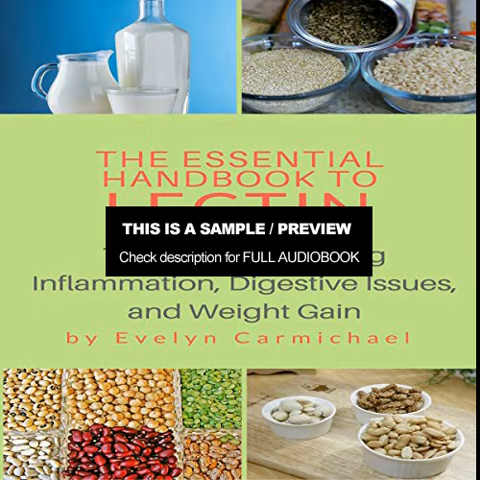 THE ESSENTIAL
HANDBOOK TO
LECTIN
THIS IS A SAMPLE / PREVIEW
Check description for FULL AUDIOBOOK
Inflammation, Digestive Issues,
and Weight Gain
by Evelyn Carmichael